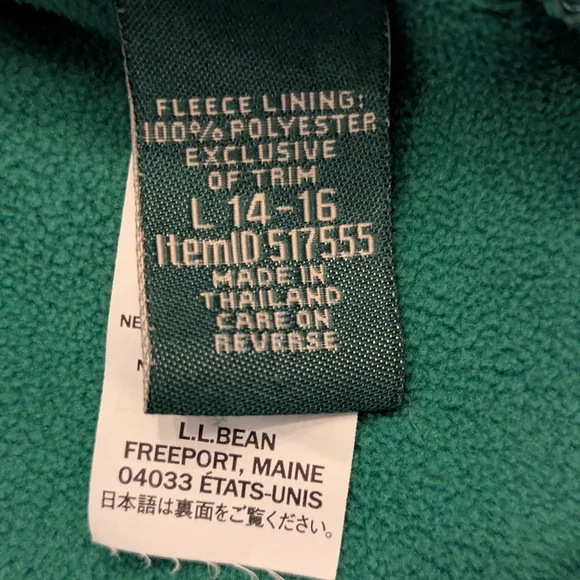 FLEECE LINING:
100% POLYESTER
EXCLUSIVE
OF TRIM
L 14-16
ItemID 517555
MADE IN
THAILAND
CARE ON
REVERSE
NE
L.L.BEAN
FREEPORT, MAINE
04033 ÉTATS-UNIS
日本語は裏面をご覧ください。